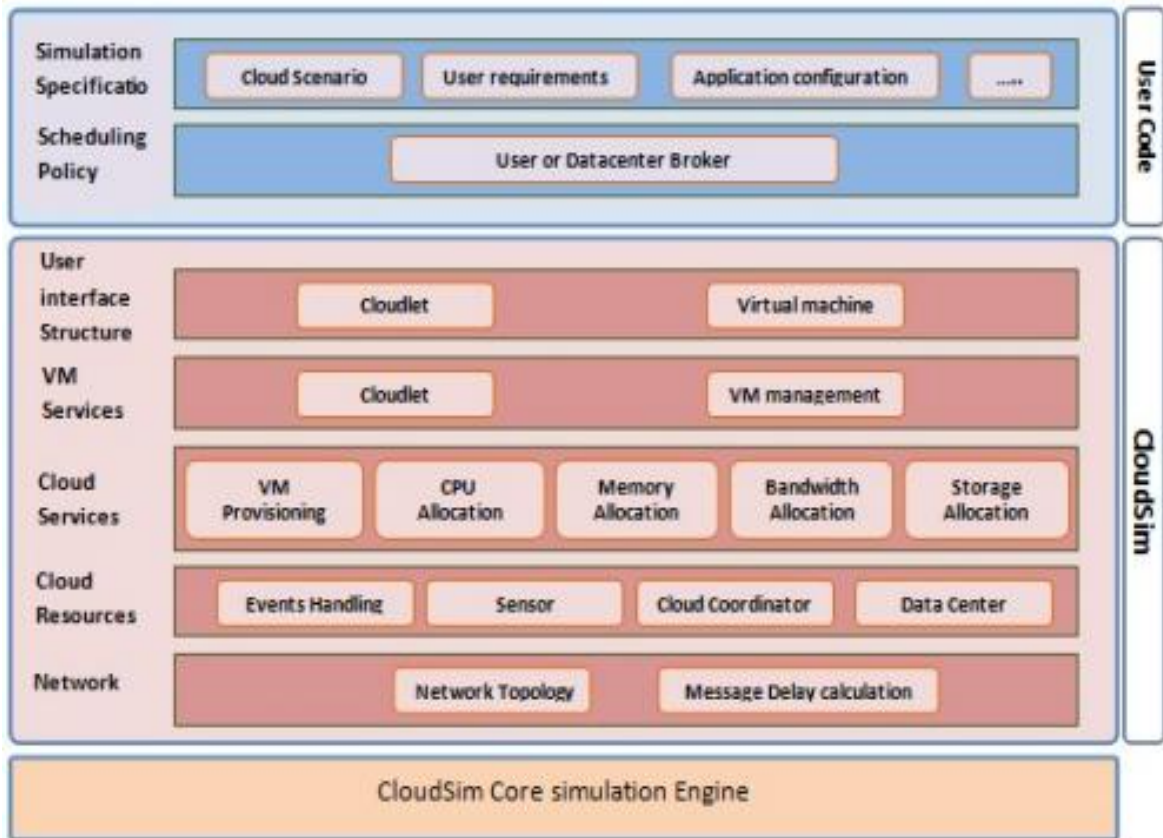 Simulation
Specificatio
Cloud Scenario
User requirements
Application configuration
.....
Scheduling
Policy
User or Datacenter Broker
User Code
User
interface
Structure
Cloudlet
Virtual machine
VM
Services
Cloudlet
VM management
Cloud
Services
VM
Provisioning
CPU
Allocation
Memory
Allocation
Bandwidth
Allocation
Storage
Allocation
Cloud
Resources
Events Handling
Sensor
Cloud Coordinator
Data Center
Network
Network Topology
Message Delay calculation
CloudSim
CloudSim Core simulation Engine